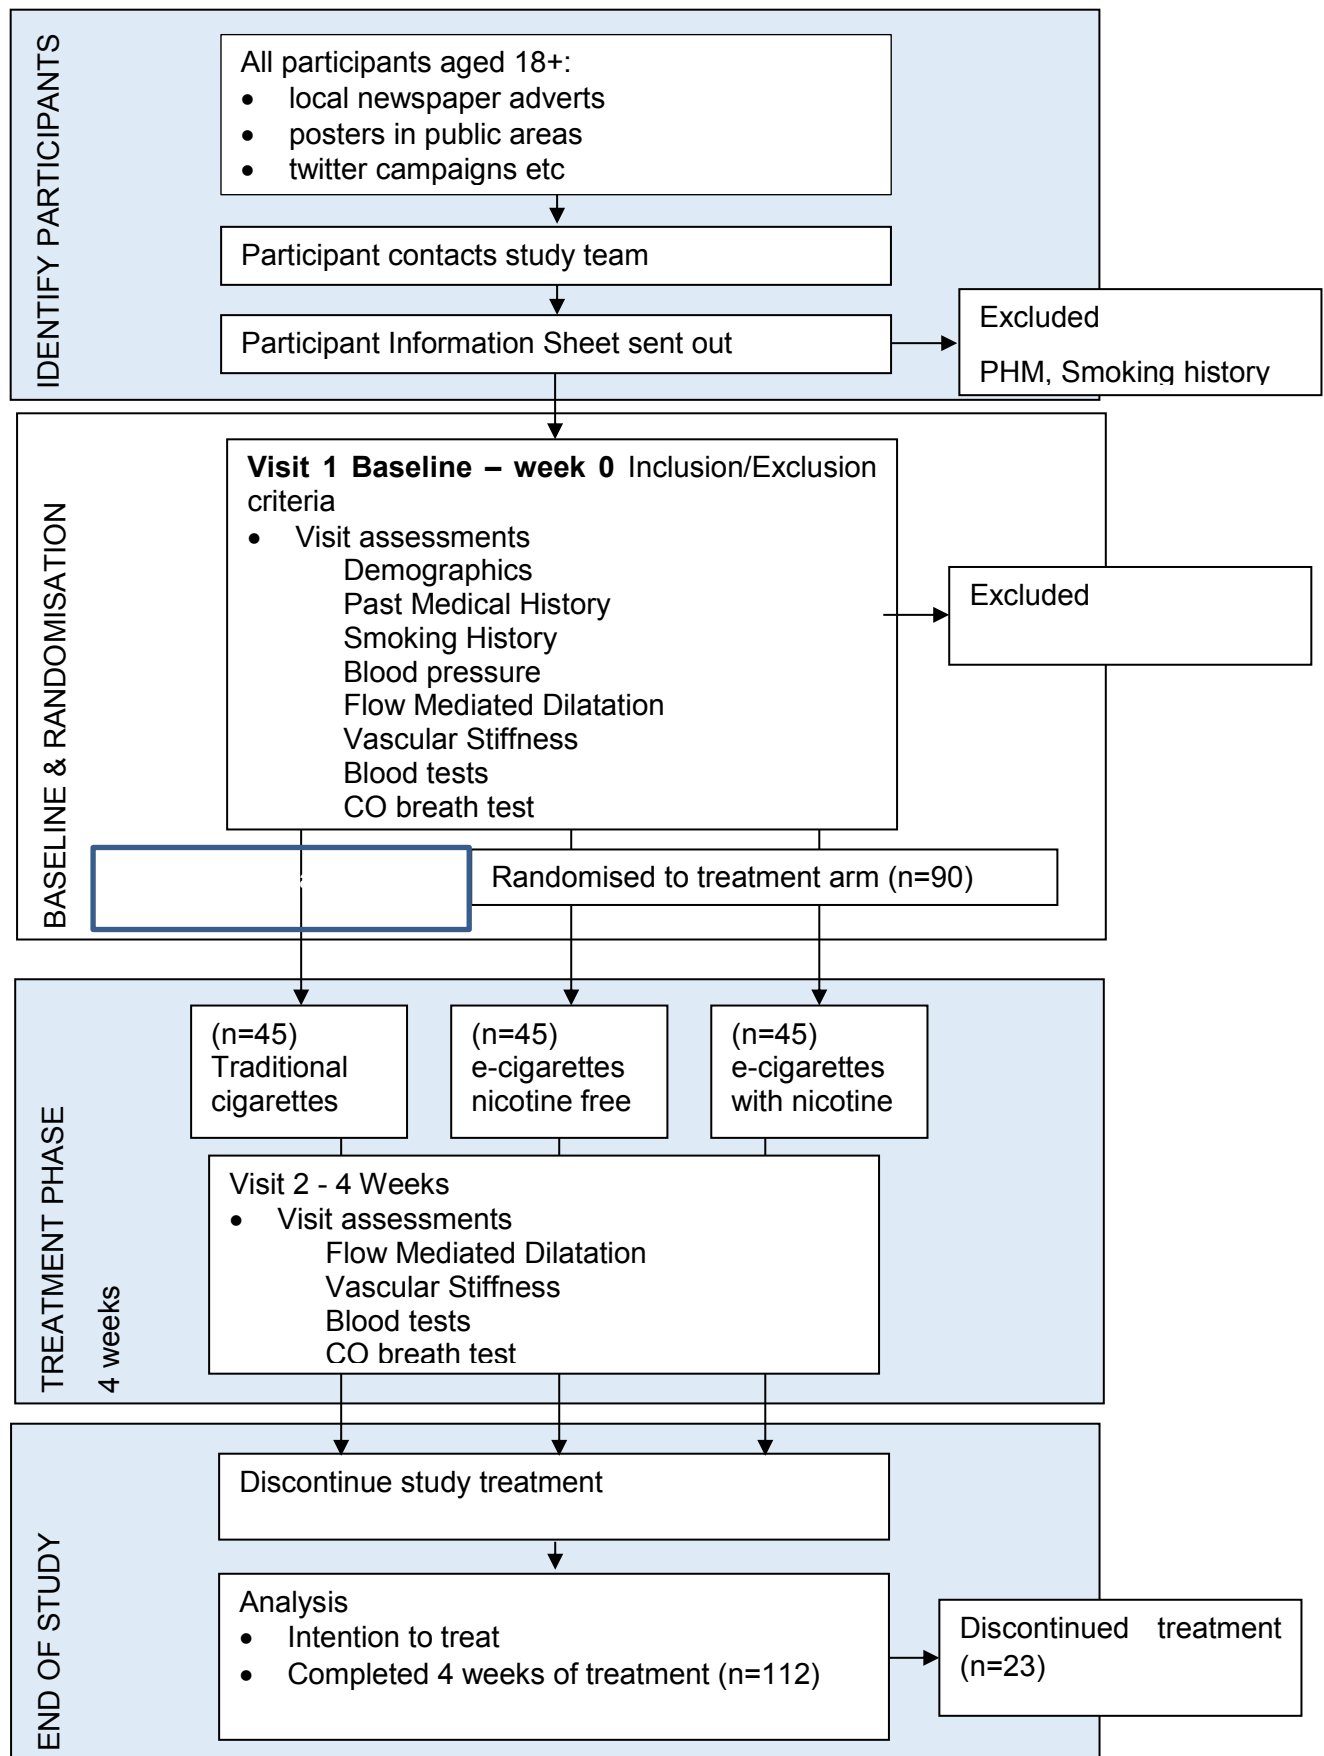 IDENTIFY PARTICIPANTS
All participants aged 18+:
• local newspaper adverts
• posters in public areas
• twitter campaigns etc
Participant contacts study team
Participant Information Sheet sent out
Excluded
PHM, Smoking history
BASELINE & RANDOMISATION
Visit 1 Baseline – week 0 Inclusion/Exclusion
criteria
• Visit assessments
Demographics
Past Medical History
Smoking History
Blood pressure
Flow Mediated Dilatation
Vascular Stiffness
Blood tests
CO breath test
Excluded
Randomised to treatment arm (n=90)
TREATMENT PHASE
4 weeks
(n=45)
Traditional
cigarettes
(n=45)
e-cigarettes
nicotine free
(n=45)
e-cigarettes
with nicotine
Visit 2 - 4 Weeks
• Visit assessments
Flow Mediated Dilatation
Vascular Stiffness
Blood tests
CO breath test
END OF STUDY
Discontinue study treatment
Analysis
• Intention to treat
• Completed 4 weeks of treatment (n=112)
Discontinued treatment
(n=23)